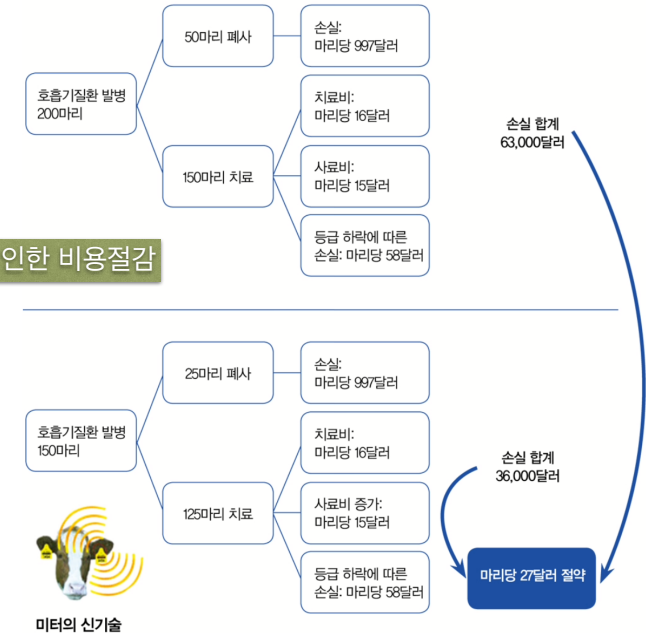 50마리 폐사
손실:
마리당 997달러
호흡기질환 발병
200마리
치료비:
마리당 16달러
150마리 치료
사료비:
마리당 15달러
등급 하락에 따른
손실: 마리당 58달러
손실 합계
63,000달러
인한 비용절감
25마리 폐사
손실:
마리당 997달러
호흡기질환 발병
150마리
치료비:
마리당 16달러
125마리 치료
사료비 증가:
마리당 15달러
등급 하락에 따른
손실: 마리당 58달러
손실 합계
36,000달러
마리당 27달러 절약
미터의 신기술